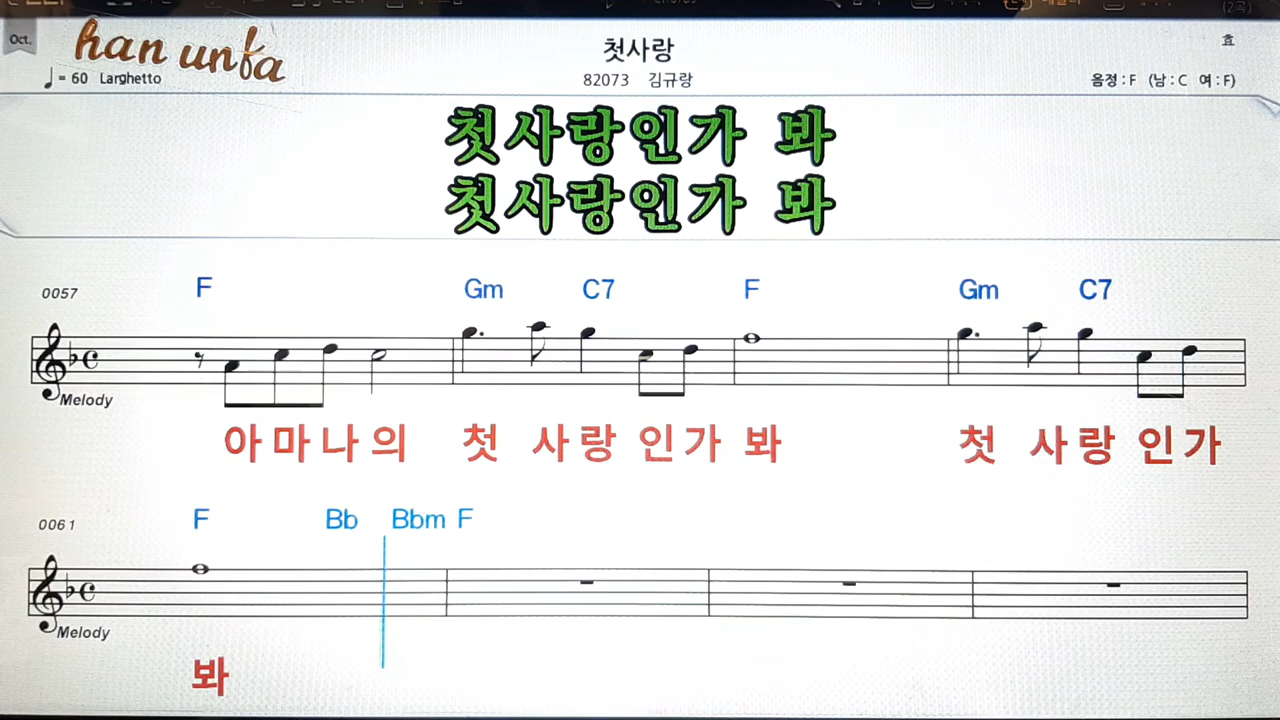 Oct.
han unfa
첫사랑
효
♩= 60 Larghetto
82073 김규랑
음정 : F (남 : C 여 : F)
첫사랑인가 봐
첫사랑인가 봐
0057
F Gm C7 F Gm C7
Melody
아마나의 첫 사랑 인가 봐 첫 사랑 인가
0061
F Bb Bbm F
Melody
봐